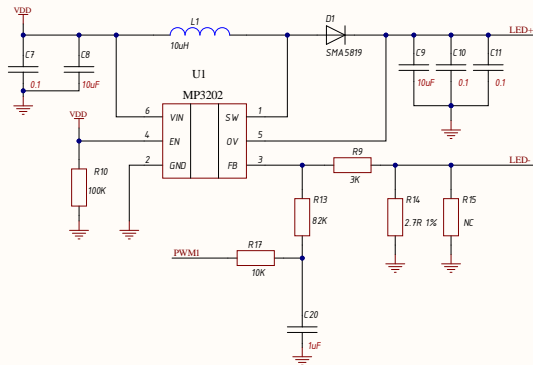 VDD
L1
D1
LED+
10uH
SMA5819
C7
C8
C9
C10
C11
0.1
10uF
10uF
0.1
0.1
U1
MP3202
6 VIN SW 1
4 EN OV 5
2 GND FB 3
VDD
R10
100K
R9
3K
LED-
R13
82K
R14
2.7R 1%
R15
NC
PWM1
R17
10K
C20
1uF